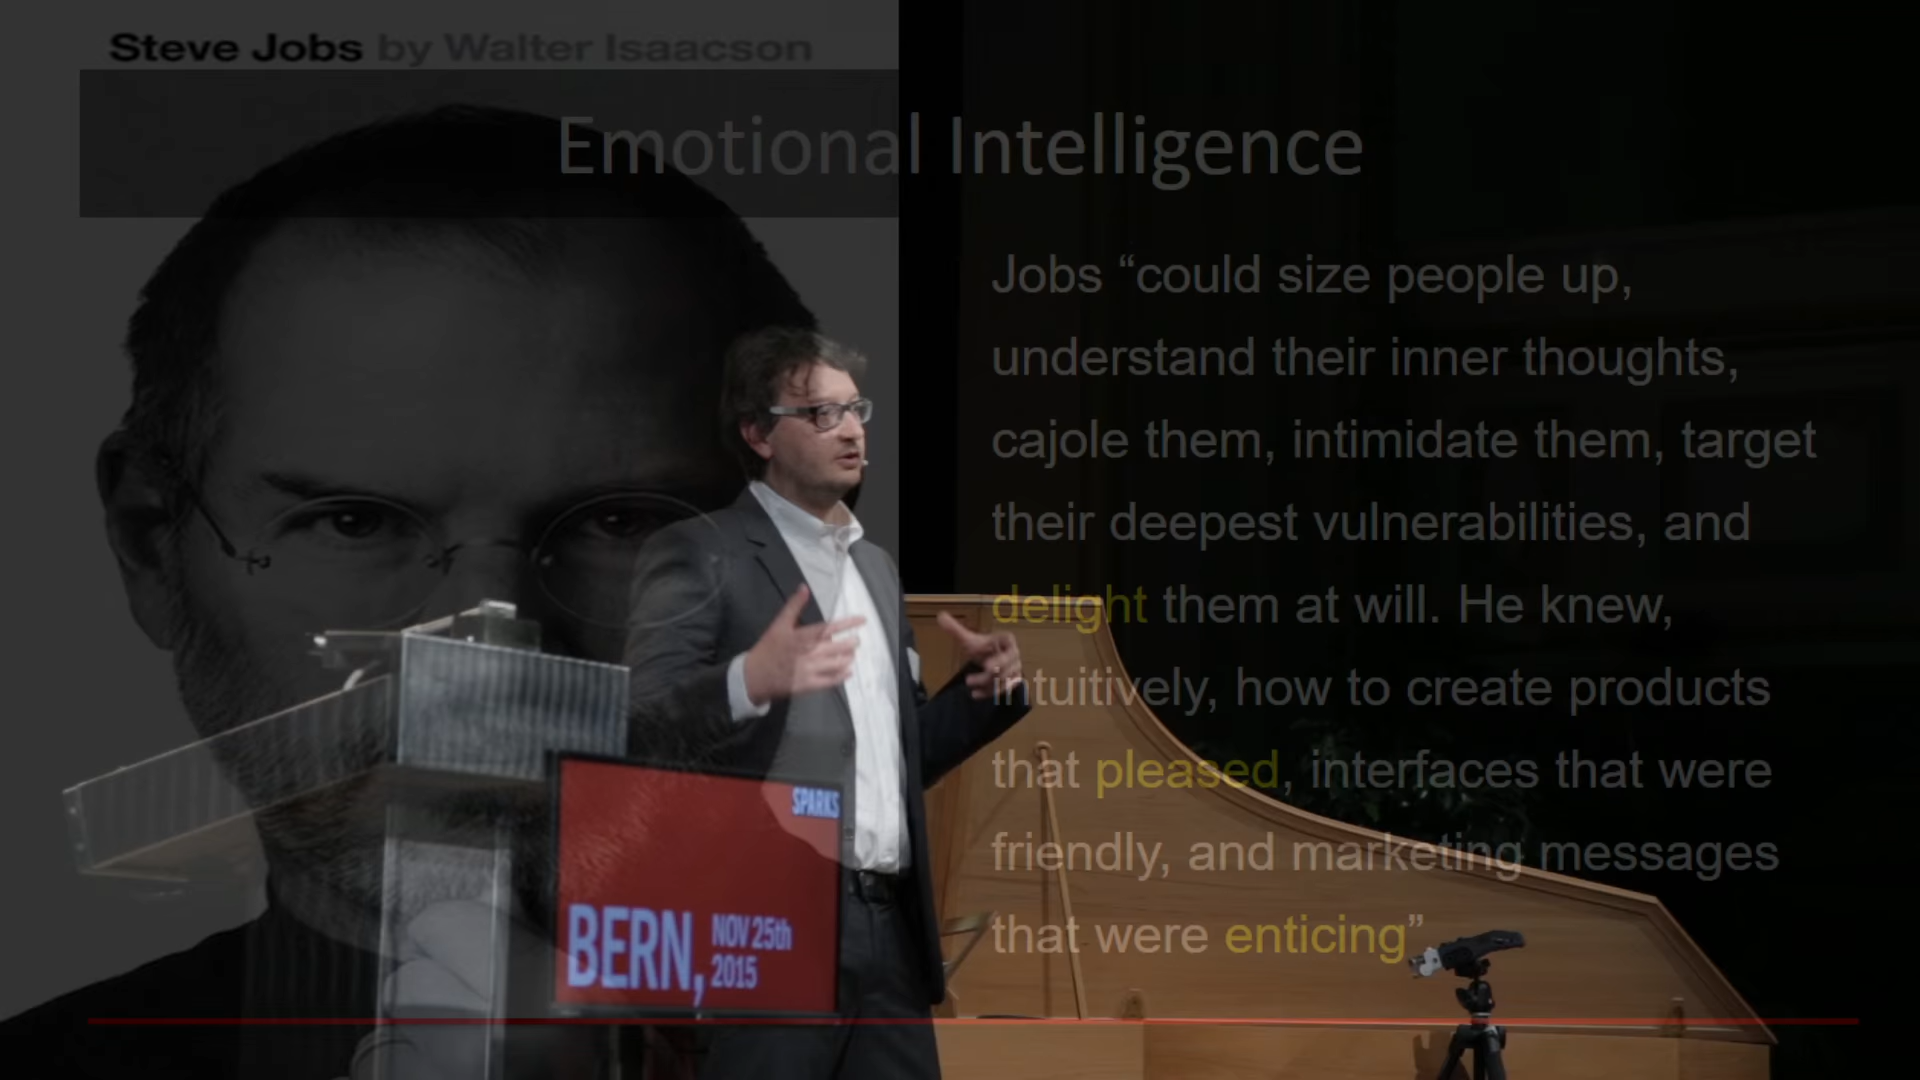 Steve Jobs by Walter Isaacson
Emotional Intelligence
Jobs “could size people up,
understand their inner thoughts,
cajole them, intimidate them, target
their deepest vulnerabilities, and
delight them at will. He knew,
intuitively, how to create products
that pleased, interfaces that were
friendly, and marketing messages
that were enticing”
SPARKS
BERN, NOV 25th
2015